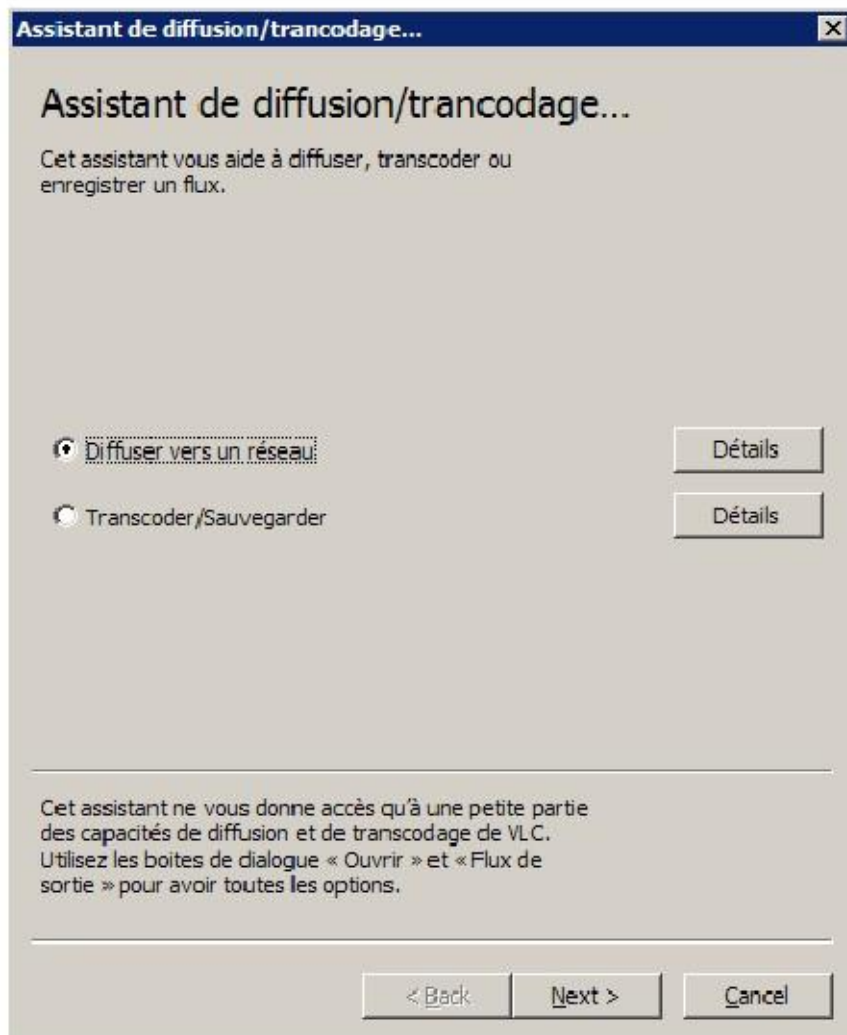 Assistant de diffusion/trancodage...
Assistant de diffusion/trancodage...
Cet assistant vous aide à diffuser, transcoder ou
enregistrer un flux.
Diffuser vers un réseau
Détails
Transcoder/Sauvegarder
Détails
Cet assistant ne vous donne accès qu'à une petite partie
des capacités de diffusion et de transcodage de VLC.
Utilisez les boites de dialogue « Ouvrir » et « Flux de
sortie » pour avoir toutes les options.
< Back
Next >
Cancel